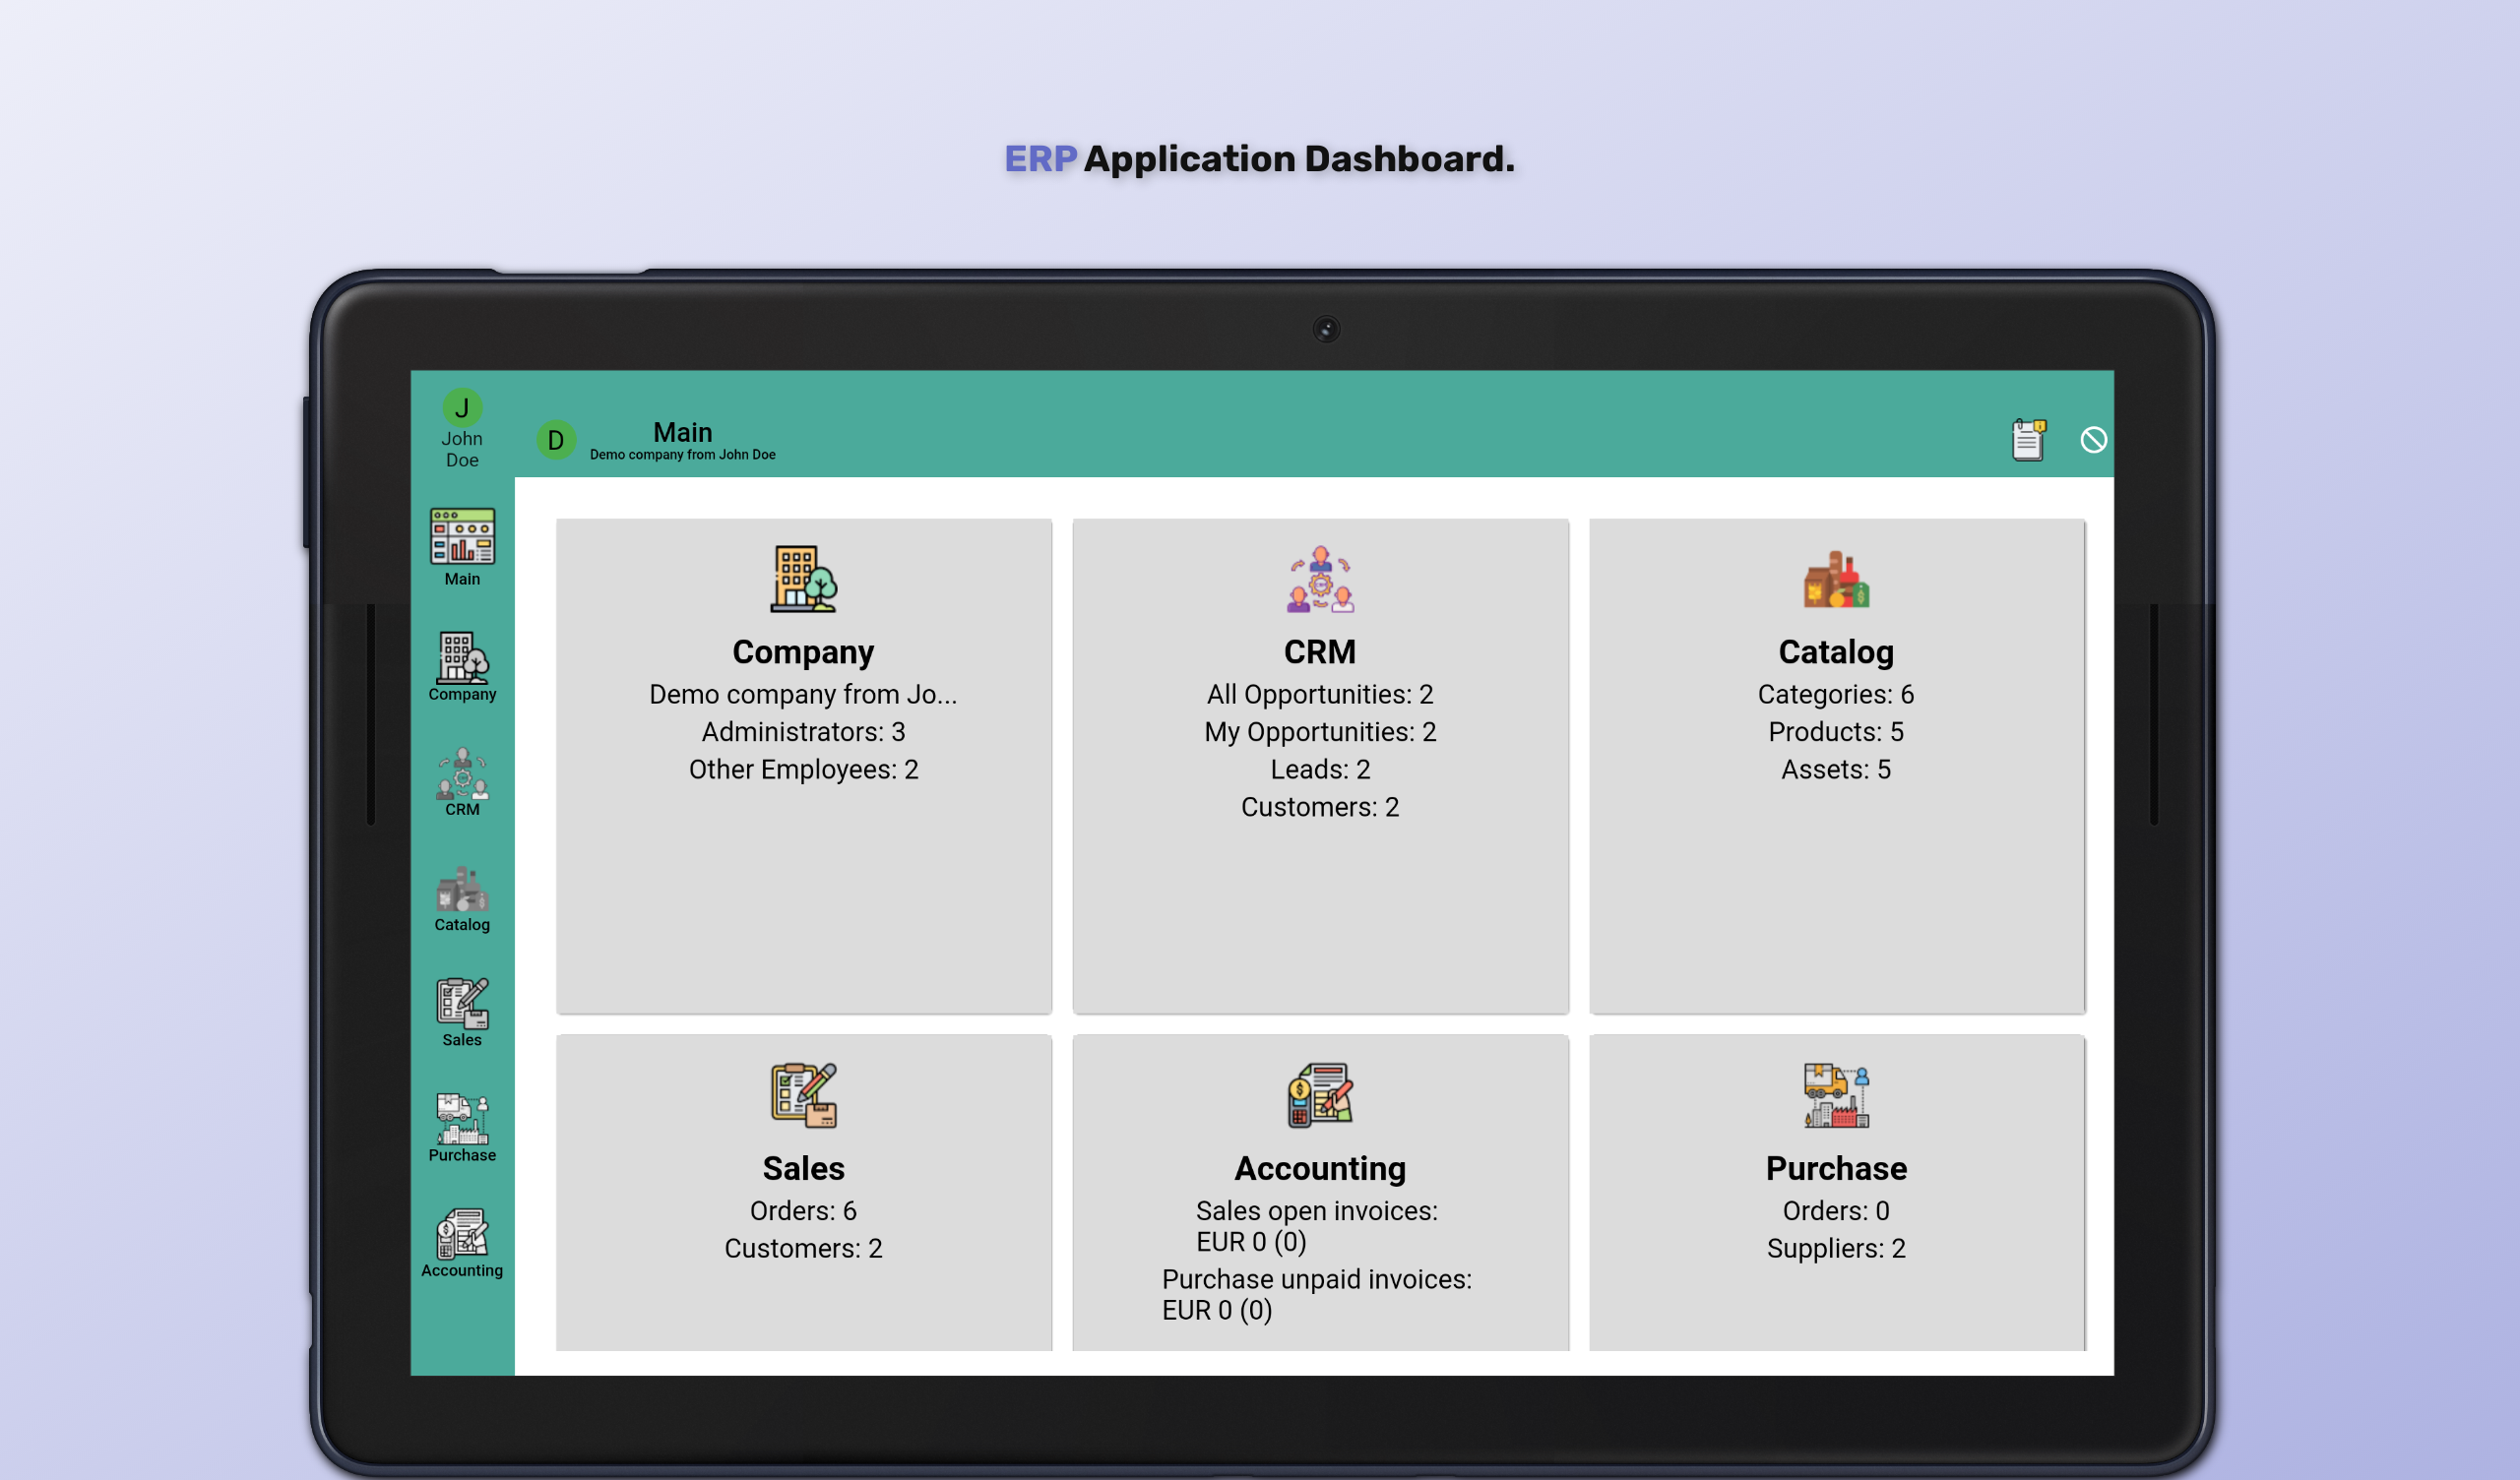 ERP Application Dashboard.
J
John
Doe
D
Main
Demo company from John Doe
Main
Company
CRM
Catalog
Sales
Purchase
Accounting
Company
Demo company from Jo...
Administrators: 3
Other Employees: 2
CRM
All Opportunities: 2
My Opportunities: 2
Leads: 2
Customers: 2
Catalog
Categories: 6
Products: 5
Assets: 5
Sales
Orders: 6
Customers: 2
Accounting
Sales open invoices:
EUR 0 (0)
Purchase unpaid invoices:
EUR 0 (0)
Purchase
Orders: 0
Suppliers: 2